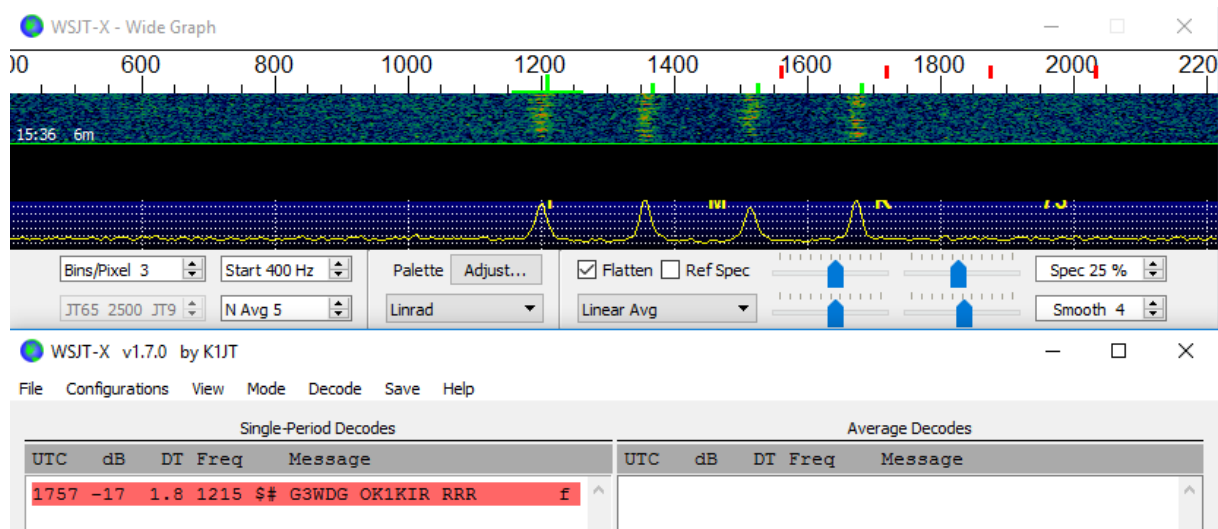 WSJT-X - Wide Graph
00 600 800 1000 1200 1400 1600 1800 2000 220
15:36 6m
T M R 73
Bins/Pixel 3 Start 400 Hz Palette Adjust... Flatten Ref Spec Spec 25 %
JT65 2500 JT9 N Avg 5 Linrad Linear Avg Smooth 4
WSJT-X v1.7.0 by K1JT
File Configurations View Mode Decode Save Help
Single-Period Decodes Average Decodes
UTC dB DT Freq Message UTC dB DT Freq Message
1757 -17 1.8 1215 $# G3WDG OK1KIR RRR f